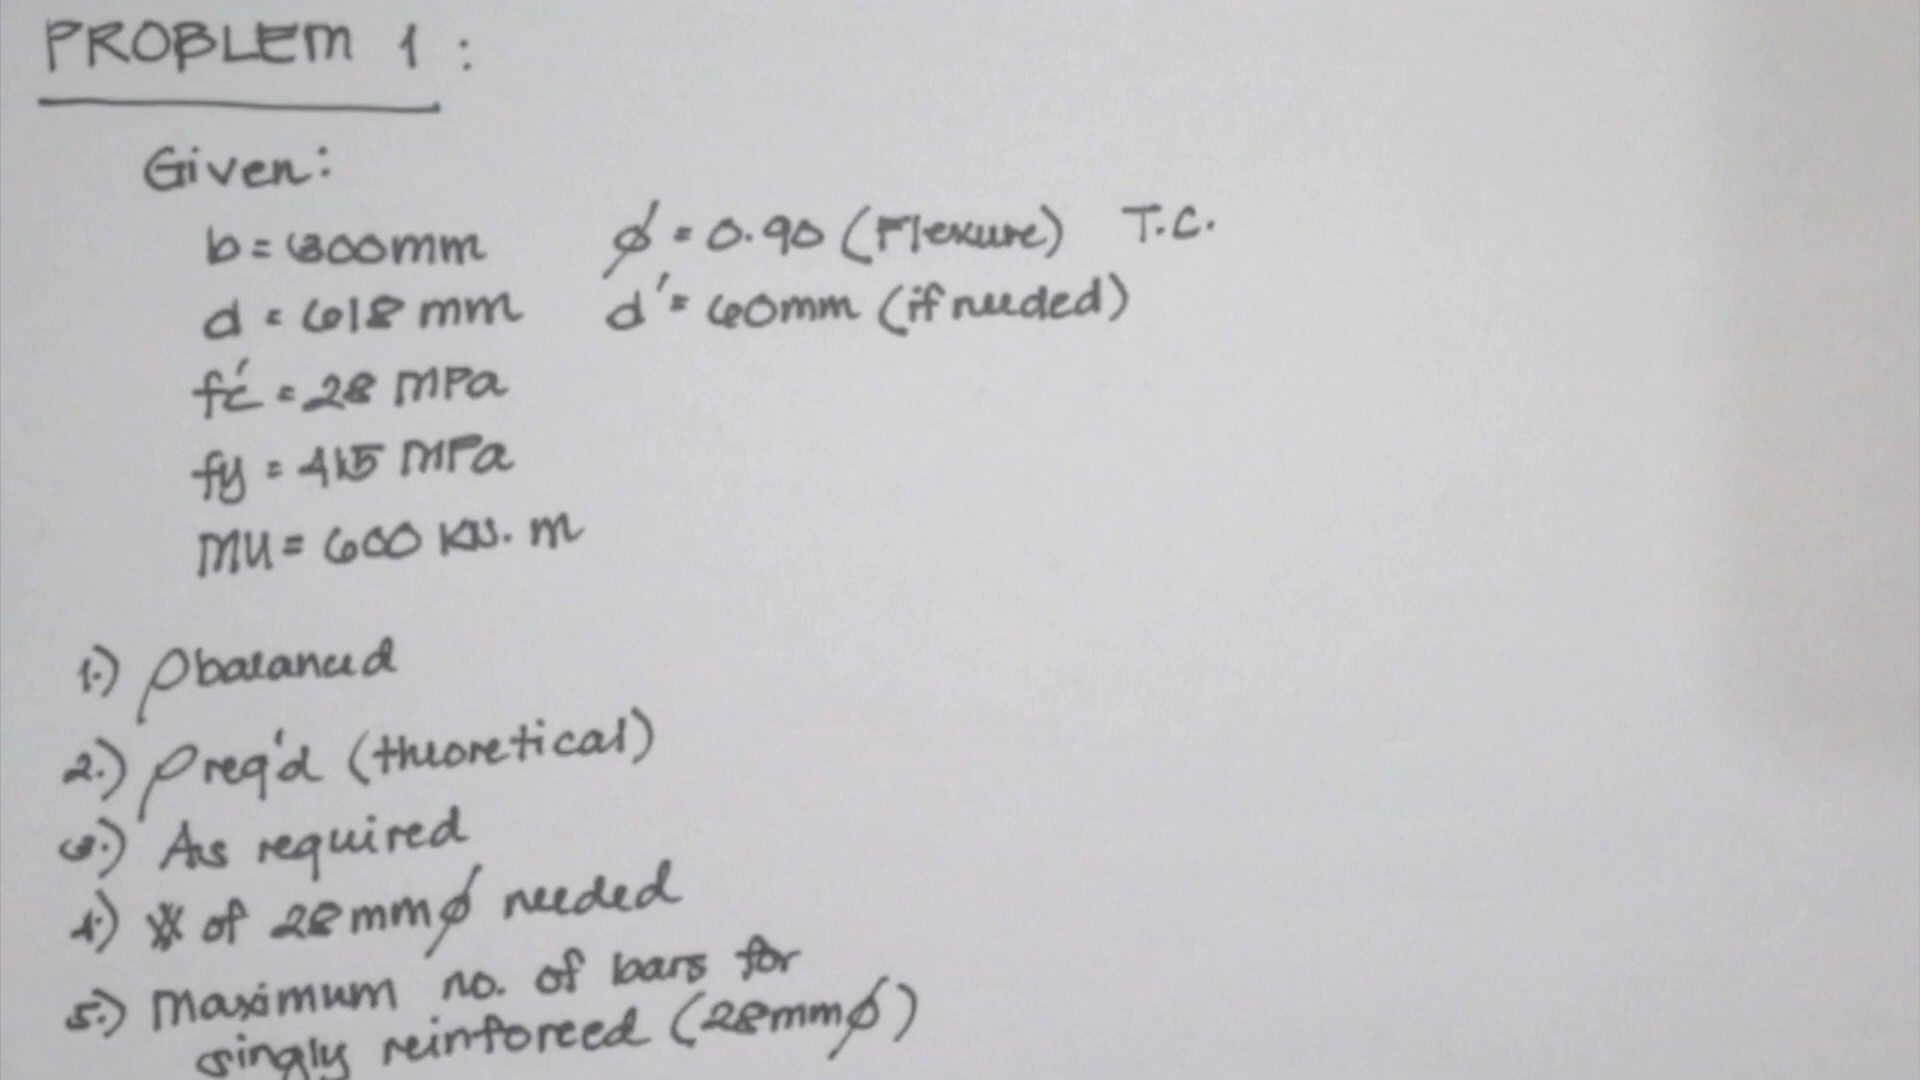 PROBLEM 1 :
Given:
b = 300mm
ϕ = 0.90 (Flexure) T.C.
d = 618 mm
d' = 60mm (if needed)
fc' = 28 MPa
fy = 415 MPa
MU = 600 KN. m
1.) ρbalanced
2.) ρreq'd (theoretical)
3.) As required
4.) # of 28mmϕ needed
5.) Maximum no. of bars for
singly reinforced (28mmϕ)